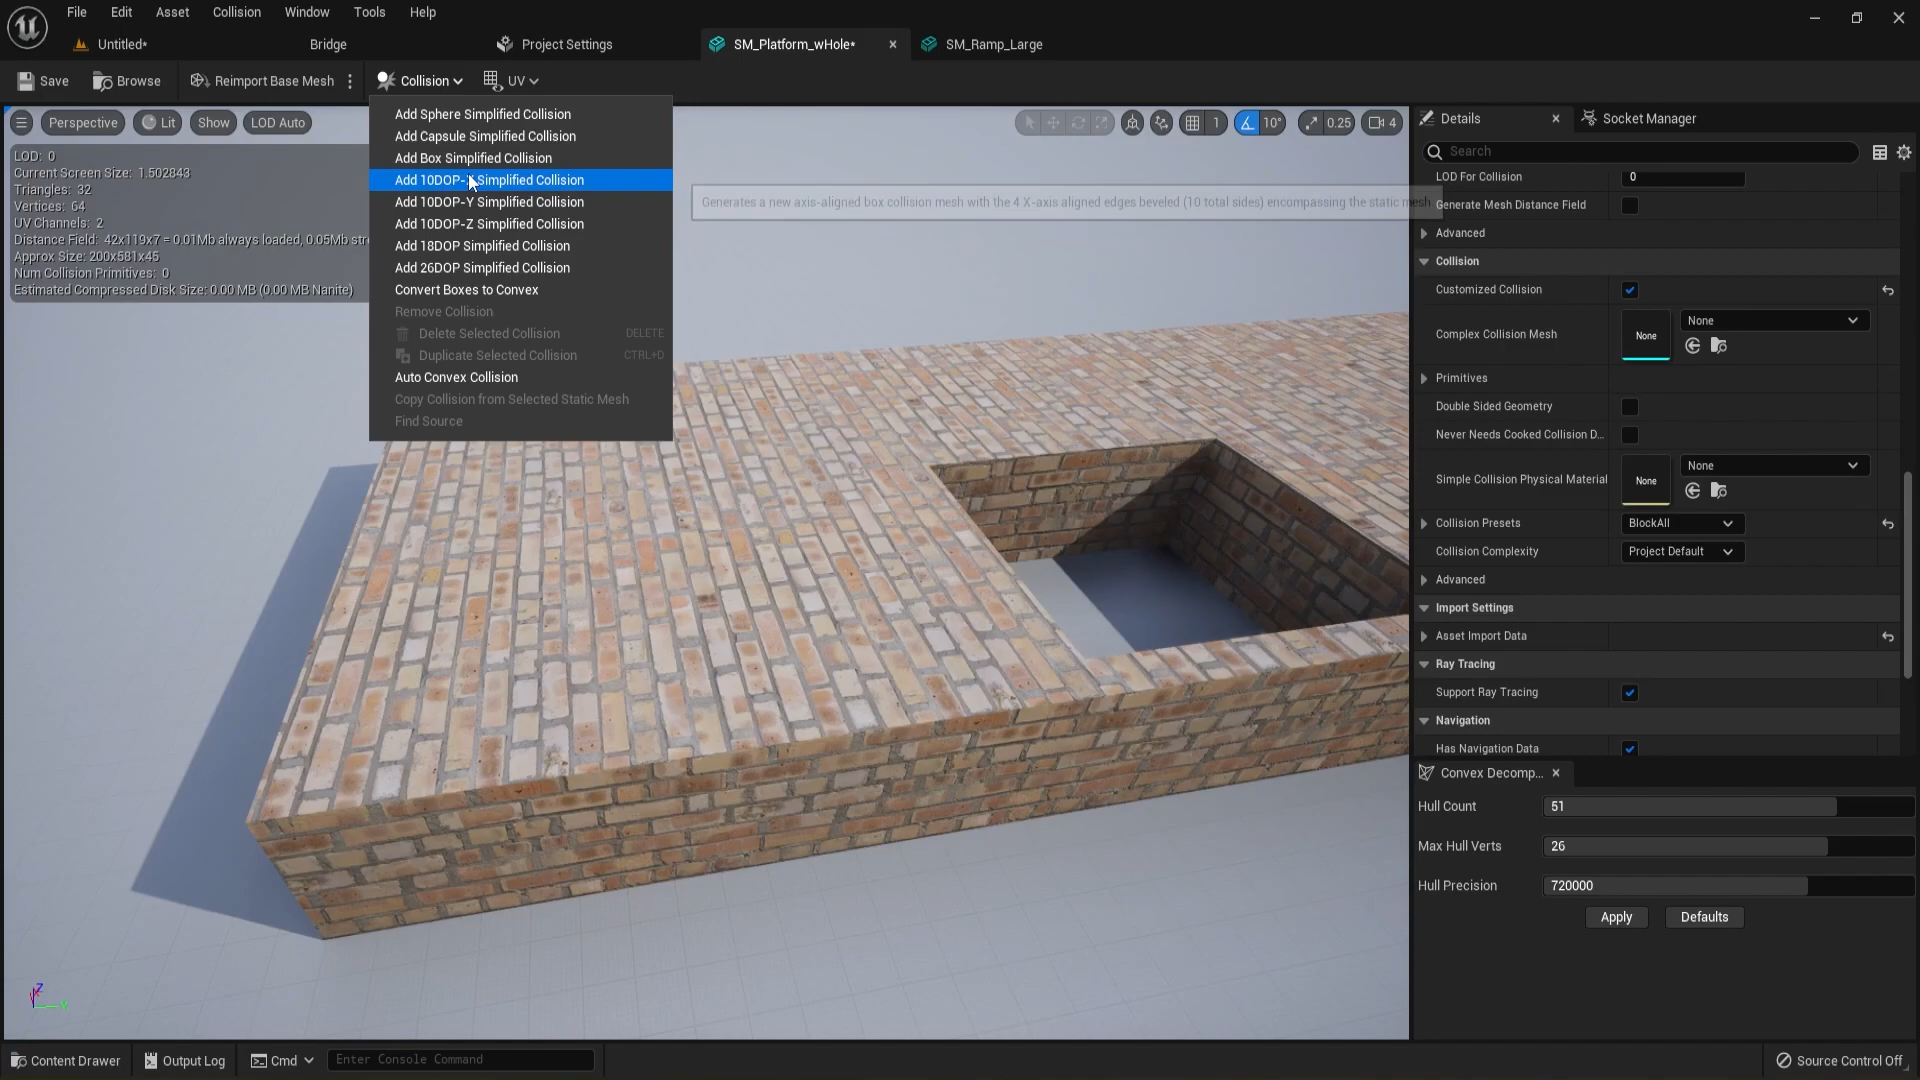 File Edit Asset Collision Window Tools Help
Untitled* Bridge Project Settings SM_Platform_wHole* SM_Ramp_Large
Save Browse Reimport Base Mesh Collision UV
Perspective Lit Show LOD Auto 1 10° 0.25 4
LOD: 0
Current Screen Size: 1.502843
Triangles: 32
Vertices: 64
UV Channels: 2
Distance Field: 42x119x7 = 0.01Mb always loaded, 0.05Mb stre
Approx Size: 200x581x45
Num Collision Primitives: 0
Estimated Compressed Disk Size: 0.00 MB (0.00 MB Nanite)
Add Sphere Simplified Collision
Add Capsule Simplified Collision
Add Box Simplified Collision
Add 10DOP-X Simplified Collision
Add 10DOP-Y Simplified Collision
Add 10DOP-Z Simplified Collision
Add 18DOP Simplified Collision
Add 26DOP Simplified Collision
Convert Boxes to Convex
Remove Collision
Delete Selected Collision DELETE
Duplicate Selected Collision CTRL+D
Auto Convex Collision
Copy Collision from Selected Static Mesh
Find Source
Generates a new axis-aligned box collision mesh with the 4 X-axis aligned edges beveled (10 total sides) encompassing the static mesh
Details Socket Manager
Search
LOD For Collision 0
Generate Mesh Distance Field
Advanced
Collision
Customized Collision
Complex Collision Mesh None None
Primitives
Double Sided Geometry
Never Needs Cooked Collision D...
Simple Collision Physical Material None None
Collision Presets BlockAll
Collision Complexity Project Default
Advanced
Import Settings
Asset Import Data
Ray Tracing
Support Ray Tracing
Navigation
Has Navigation Data
Convex Decomp...
Hull Count 51
Max Hull Verts 26
Hull Precision 720000
Apply Defaults
Z
Content Drawer Output Log Cmd Enter Console Command Source Control Off